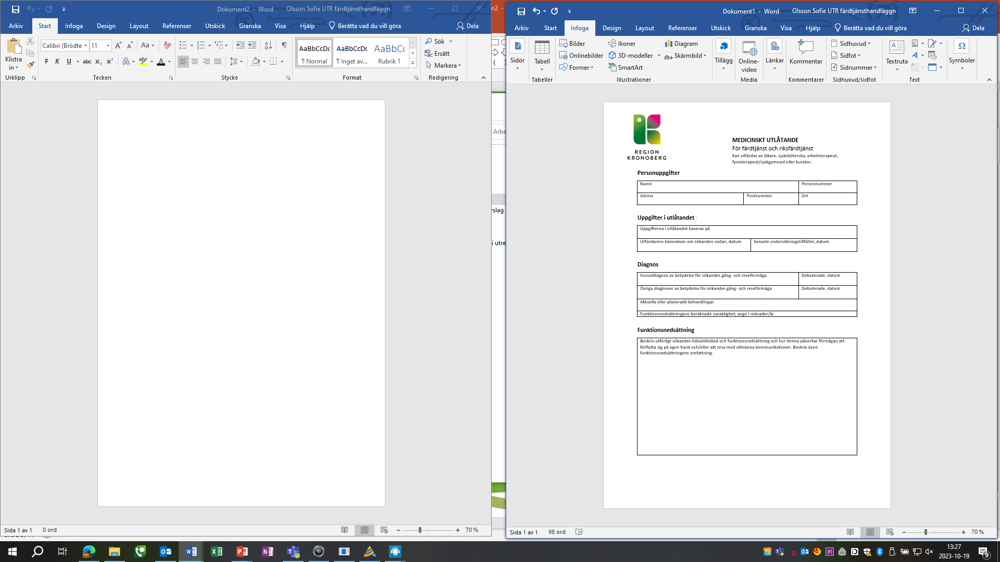 Dokument2 - Word
Olsson Sofie UTR färdtjänsthandläggn
Arkiv
Start
Infoga
Design
Layout
Referenser
Utskick
Granska
Visa
Hjälp
Berätta vad du vill göra
Dela
Klistra
in
Calibri (Brödte
11
Aa
F K U abc x₂ x²
AaBbCcDc
AaBbCcDc
AaBbCc
¶ Normal
¶ Inget av...
Rubrik 1
Sök
Ersätt
Markera
Urklipp
Tecken
Stycke
Format
Redigering
Sida 1 av 1
0 ord
70 %
n2 -
Arbe
rslag
i utre
Dokument1 - Word
Olsson Sofie UTR färdtjänsthandläggn
Arkiv
Start
Infoga
Design
Layout
Referenser
Utskick
Granska
Visa
Hjälp
Berätta vad du vill göra
Dela
Sidor
Tabell
Bilder
Onlinebilder
Former
Ikoner
3D-modeller
SmartArt
Diagram
Skärmbild
Tillägg
Online-
video
Länkar
Kommentar
Sidhuvud
Sidfot
Sidnummer
Textruta
Symboler
Tabeller
Illustrationer
Media
Kommentarer
Sidhuvud/sidfot
Text
REGION
KRONOBERG
MEDICINSKT UTLÅTANDE
För färdtjänst och riksfärdtjänst
Kan utfärdas av läkare, sjuksköterska, arbetsterapeut,
fysioterapeut/sjukgymnast eller kurator.
Personuppgifter
Namn
Personnummer
Adress
Postnummer
Ort
Uppgifter i utlåtandet
Uppgifterna i utlåtandet baseras på
Utfärdarens kännedom om sökanden sedan, datum
Senaste undersökningstillfället, datum
Diagnos
Huvuddiagnos av betydelse för sökandes gång- och reseförmåga
Debuterade, datum
Övriga diagnoser av betydelse för sökandes gång- och reseförmåga
Debuterade, datum
Aktuella eller planerade behandlingar
Funktionsnedsättningens beräknade varaktighet, ange i månader/år
Funktionsnedsättning
Beskriv utförligt sökandes hälsotillstånd och funktionsnedsättning och hur denna påverkar förmågan att
förflytta sig på egen hand och/eller att resa med allmänna kommunikationer. Beskriv även
funktionsnedsättningens omfattning.
Sida 1 av 1
98 ord
70 %
13:27
2023-10-19
9